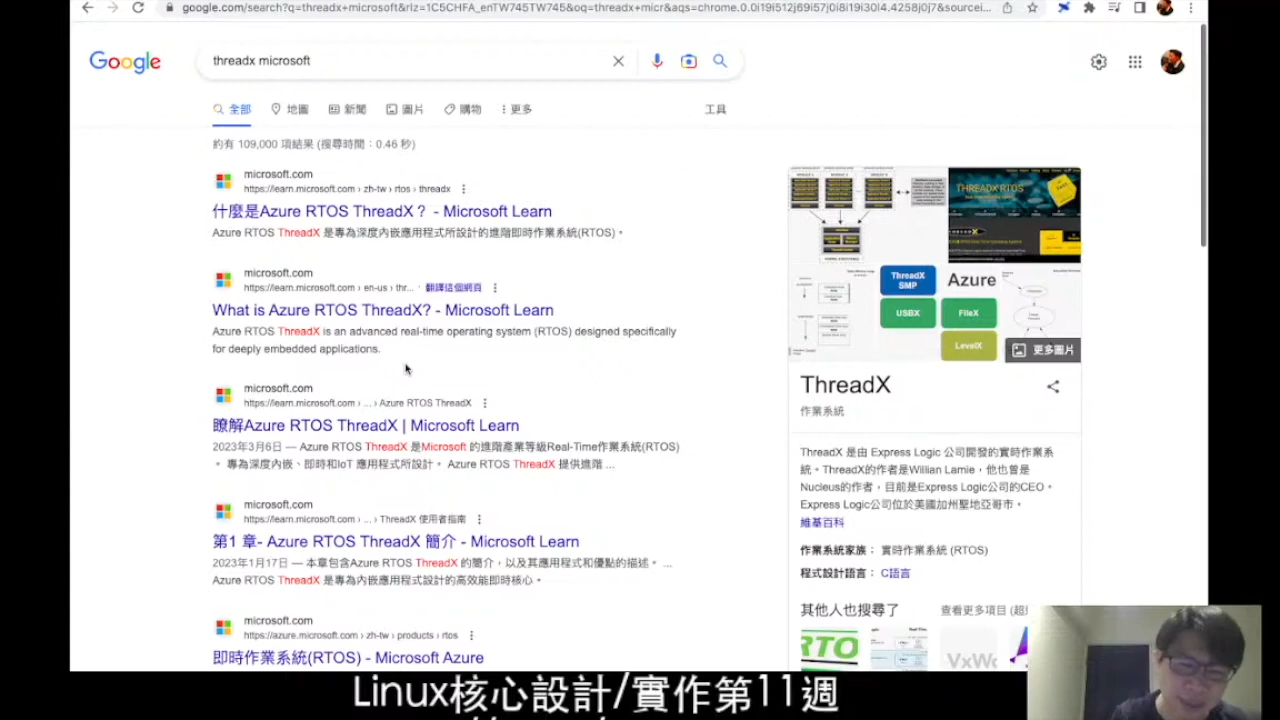 google.com/search?q=threadx+microsoft&rlz=1C5CHFA_enTW745TW745&oq=threadx+micr&aqs=chrome.0.0i19i512j69i57j0i8i19i30l4.4258j0j7&sourcei...
Google
threadx microsoft
全部
地圖
新聞
圖片
購物
更多
工具
約有 109,000 項結果 (搜尋時間：0.46 秒)
microsoft.com
https://learn.microsoft.com › zh-tw › rtos › threadx
什麼是Azure RTOS ThreadX？ - Microsoft Learn
Azure RTOS ThreadX 是專為深度內嵌應用程式所設計的進階即時作業系統(RTOS)。
microsoft.com
https://learn.microsoft.com › en-us › thr... · 翻譯這個網頁
What is Azure RTOS ThreadX? - Microsoft Learn
Azure RTOS ThreadX is an advanced real-time operating system (RTOS) designed specifically
for deeply embedded applications.
microsoft.com
https://learn.microsoft.com › ... › Azure RTOS ThreadX
瞭解Azure RTOS ThreadX | Microsoft Learn
2023年3月6日 — Azure RTOS ThreadX 是Microsoft 的進階產業等級Real-Time作業系統(RTOS)
。 專為深度內嵌、即時和IoT 應用程式所設計。 Azure RTOS ThreadX 提供進階 ...
microsoft.com
https://learn.microsoft.com › ... › ThreadX 使用者指南
第1 章- Azure RTOS ThreadX 簡介 - Microsoft Learn
2023年1月17日 — 本章包含Azure RTOS ThreadX 的簡介，以及其應用程式和優點的描述。 ...
Azure RTOS ThreadX 是專為內嵌應用程式設計的高效能即時核心。
microsoft.com
https://azure.microsoft.com › zh-tw › products › rtos
即時作業系統(RTOS) - Microsoft Azure
THREADX RTOS
ThreadX
SMP
Azure
USBX
FileX
LevelX
更多圖片
ThreadX
作業系統
ThreadX 是由 Express Logic 公司開發的實時作業系
統。ThreadX的作者是Willian Lamie，他也曾是
Nucleus的作者，目前是Express Logic公司的CEO。
Express Logic公司位於美國加州聖地亞哥市。
維基百科
作業系統家族： 實時作業系統 (RTOS)
程式設計語言： C語言
其他人也搜尋了
查看更多項目 (超
RTO
VxWo
Linux核心設計/實作第11週